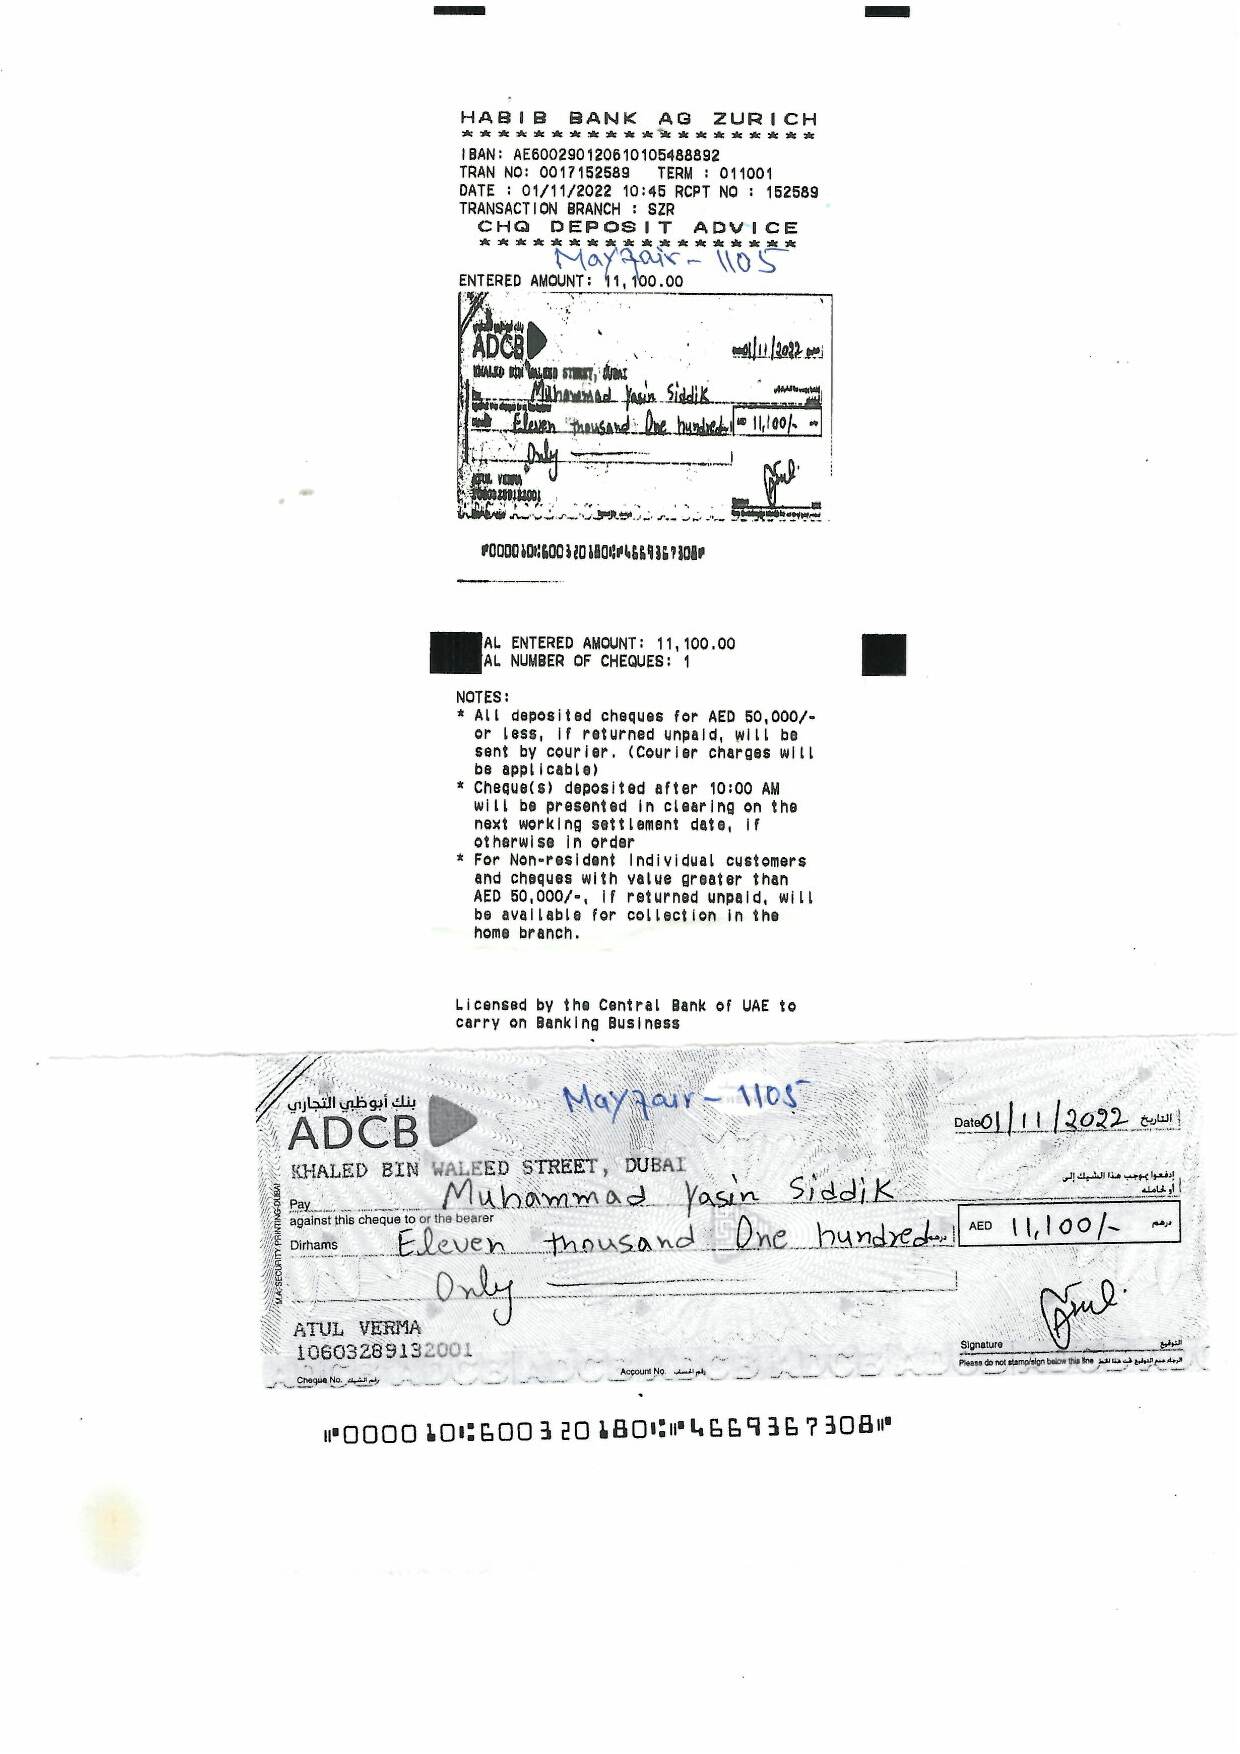 HABIB BANK AG ZURICH
********************
IBAN: AE600290120610105488892
TRAN NO: 0017152589 TERM : 011001
DATE : 01/11/2022 10:45 RCPT NO : 152589
TRANSACTION BRANCH : SZR
CHQ DEPOSIT ADVICE
******************
Mayfair - 1105
ENTERED AMOUNT: 11,100.00
ADCB
01/11/2022
KHALED BIN WALEED STREET, DUBAI
Muhammad Yasin Siddik
Eleven thousand One hundred 11,100/-
Only
ATUL VERMA
⑈000010⑆600320180⑆⑈4669367308⑈
AL ENTERED AMOUNT: 11,100.00
AL NUMBER OF CHEQUES: 1
NOTES:
* All deposited cheques for AED 50,000/-
or less, if returned unpaid, will be
sent by courier. (Courier charges will
be applicable)
* Cheque(s) deposited after 10:00 AM
will be presented in clearing on the
next working settlement date, if
otherwise in order
* For Non-resident Individual customers
and cheques with value greater than
AED 50,000/-, if returned unpaid, will
be available for collection in the
home branch.
Licensed by the Central Bank of UAE to
carry on Banking Business
Mayfair - 1105
بنك أبوظبي التجاري
ADCB
Date 01/11/2022 التاريخ
KHALED BIN WALEED STREET, DUBAI
Pay Muhammad Yasin Siddik إدفعوا بموجب هذا الشيك إلى
أو لحامله
against this cheque to or the bearer
Dirhams Eleven thousand One hundred درهم AED 11,100/- درهم
Only
MA:SECURITY PRINTING-DUBAI
ATUL VERMA
10603289132001
Signature التوقيع
Please do not stamp/sign below this line الرجاء عدم التوقيع تحت هذا الخط
Cheque No. رقم الشيك Account No. رقم الحساب
⑈000010⑆600320180⑆⑈4669367308⑈